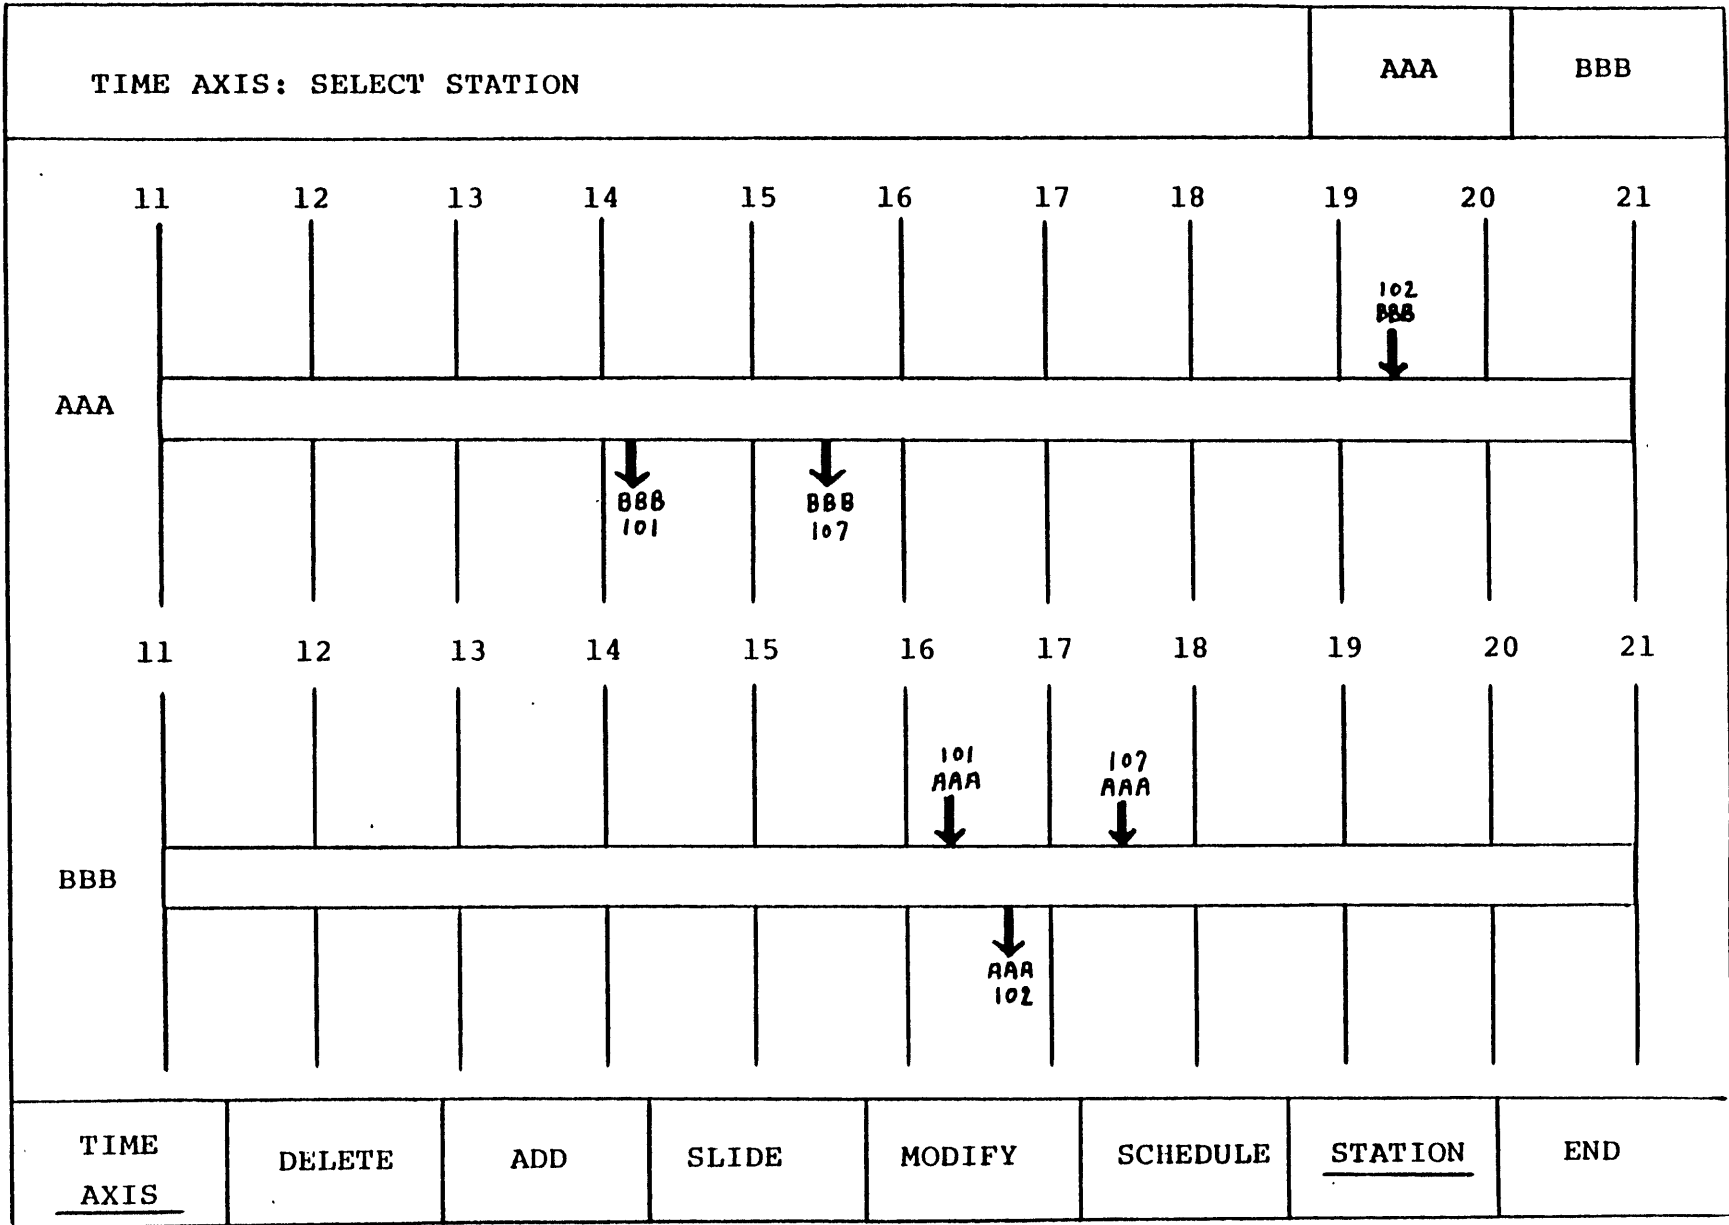 TIME AXIS: SELECT STATION
AAA
BBB
11 12 13 14 15 16 17 18 19 20 21
102
BBB
AAA
BBB
101
BBB
107
11 12 13 14 15 16 17 18 19 20 21
101
AAA
107
AAA
BBB
AAA
102
TIME
AXIS
DELETE
ADD
SLIDE
MODIFY
SCHEDULE
STATION
END